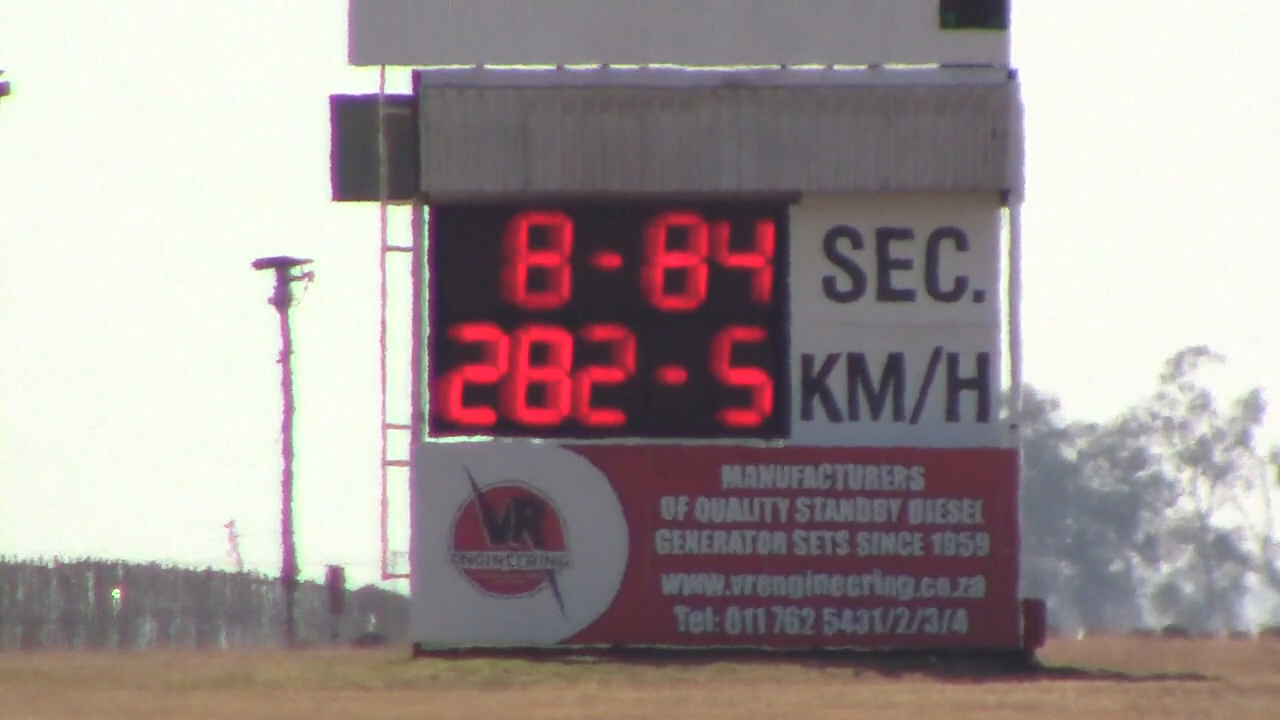 8-84 SEC.
282-5 KM/H
VR
ENGINEERING
MANUFACTURERS
OF QUALITY STANDBY DIESEL
GENERATOR SETS SINCE 1959
www.vrengineering.co.za
Tel: 011 762 5431/2/3/4